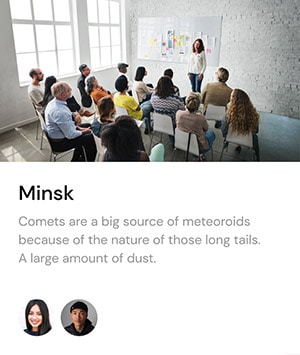 Minsk
Comets are a big source of meteoroids
because of the nature of those long tails.
A large amount of dust.